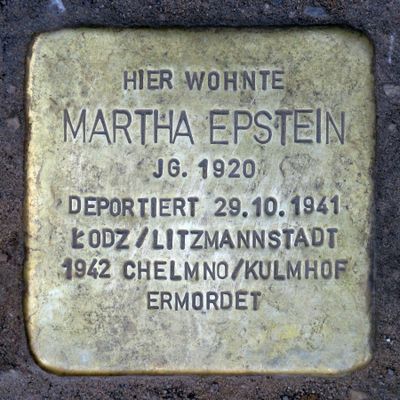 HIER WOHNTE
MARTHA EPSTEIN
JG. 1920
DEPORTIERT 29.10.1941
ŁODZ/LITZMANNSTADT
1942 CHELMNO/KULMHOF
ERMORDET